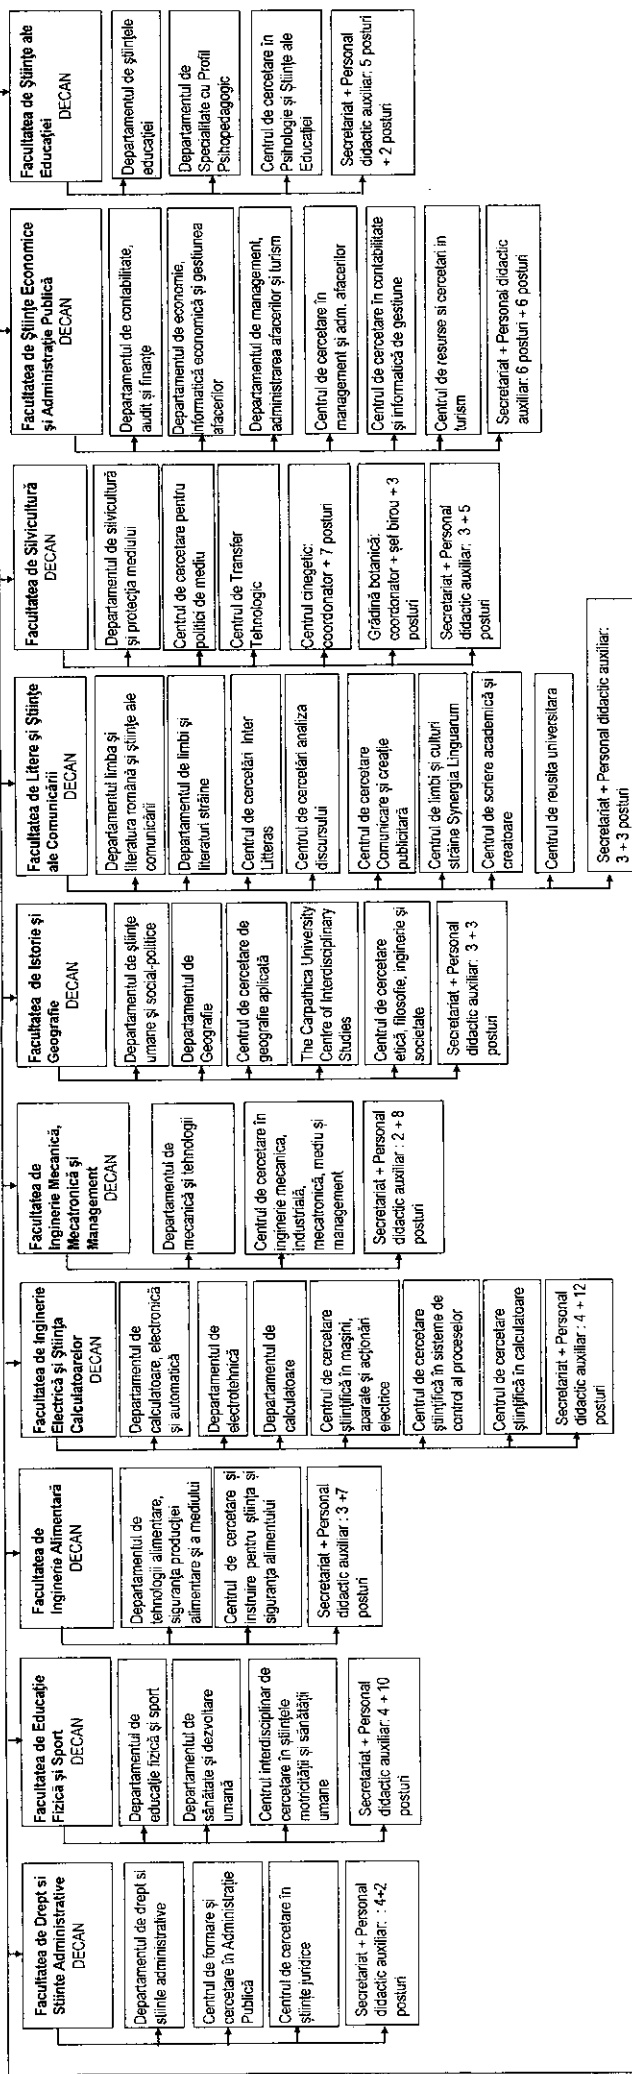 Facultatea de Drept si
Stiinte Administrative
DECAN
Departamentul de drept si
stiinte administrative
Centrul de formare și
cercetare în Administrație
Publică
Centrul de cercetare în
științe juridice
Secretariat + Personal
didactic auxiliar: : 4+2
posturi
Facultatea de Educație
Fizică și Sport
DECAN
Departamentul de
educație fizică și sport
Departamentul de
sănătate și dezvoltare
umană
Centrul interdisciplinar de
cercetare în științele
motricității și sănătății
umane
Secretariat + Personal
didactic auxiliar: 4 + 10
posturi
Facultatea de
Inginerie Alimentară
DECAN
Departamentul de
tehnologii alimentare,
siguranța producției
alimentare și a mediului
Centrul de cercetare și
instruire pentru știința și
siguranța alimentului
Secretariat + Personal
didactic auxiliar : 3 +7
posturi
Facultatea de Inginerie
Electrică și Știința
Calculatoarelor
DECAN
Departamentul de
calculatoare, electronică
și automatică
Departamentul de
electrotehnică
Departamentul de
calculatoare
Centrul de cercetare
științifică în mașini,
aparate și acționări
electrice
Centrul de cercetare
științifică în sisteme de
control al proceselor
Centrul de cercetare
științifică în calculatoare
Secretariat + Personal
didactic auxiliar : 4 + 12
posturi
Facultatea de
Inginerie Mecanică,
Mecatronică și
Management
DECAN
Departamentul de
mecanică și tehnologii
Centrul de cercetare în
inginerie mecanica,
industrială,
mecatronică, mediu și
management
Secretariat + Personal
didactic auxiliar : 2 + 8
posturi
Facultatea de Istorie și
Geografie
DECAN
Departamentul de științe
umane și social-politice
Departamentul de
Geografie
Centrul de cercetare de
geografie aplicată
The Carpathica University
Centre of Interdisciplinary
Studies
Centrul de cercetare
etică, filosofie, inginerie și
societate
Secretariat + Personal
didactic auxiliar: 3 + 3
posturi
Facultatea de Litere și Științe
ale Comunicării
DECAN
Departamentul limba și
literatura română și științe ale
comunicării
Departamentul de limbi și
literaturi străine
Centrul de cercetări Inter
Litteras
Centrul de cercetări analiza
discursului
Centrul de cercetare
Comunicare și creație
publicitară
Centrul de limbi și culturi
străine Synergia Linguarum
Centrul de scriere academică și
creatoare
Centrul de reusita universitara
Secretariat + Personal didactic auxiliar:
3 + 3 posturi
Facultatea de Silvicultură
DECAN
Departamentul de silvicultură
și protecția mediului
Centrul de cercetare pentru
politici de mediu
Centrul de Transfer
Tehnologic
Centrul cinegetic:
coordonator + 7 posturi
Grădină botanică:
coordonator + șef birou + 3
posturi
Secretariat + Personal
didactic auxiliar: 3 + 5
posturi
Facultatea de Științe Economice
și Administrație Publică
DECAN
Departamentul de contabilitate,
audit și finanțe
Departamentul de economie,
informatică economică și gestiunea
afacerilor
Departamentul de management,
administrarea afacerilor și turism
Centrul de cercetare în
management și adm. afacerilor
Centrul de cercetare în contabilitate
și informatică de gestiune
Centrul de resurse si cercetari in
turism
Secretariat + Personal didactic
auxiliar: 6 posturi + 6 posturi
Facultatea de Științe ale
Educației
DECAN
Departamentul de științele
educației
Departamentul de
Specialitate cu Profil
Psihopedagogic
Centrul de cercetare în
Psihologie și Științe ale
Educației
Secretariat + Personal
didactic auxiliar: 5 posturi
+ 2 posturi